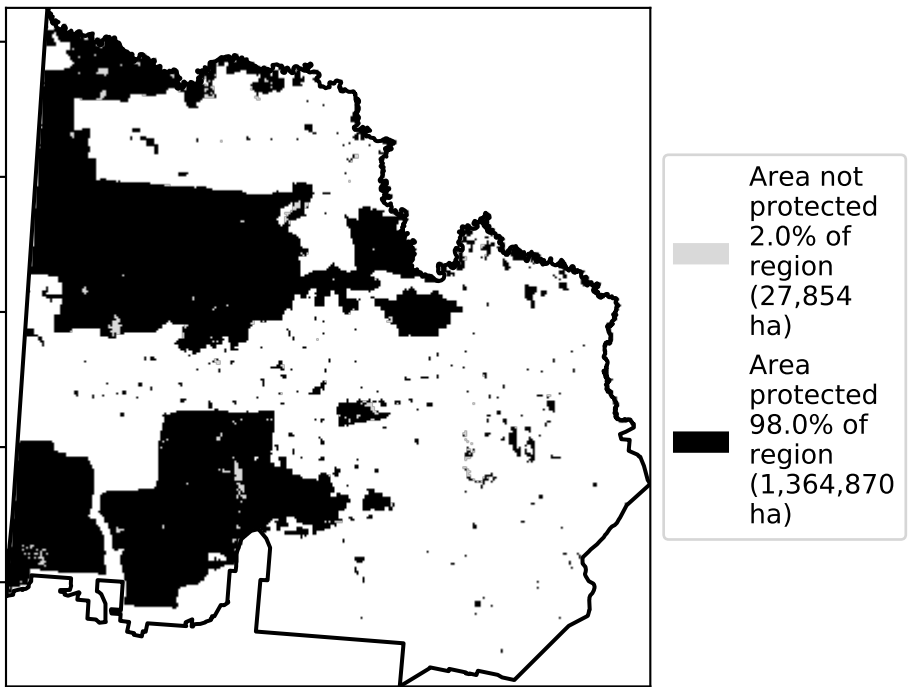 Area not
protected
2.0% of
region
(27,854
ha)
Area
protected
98.0% of
region
(1,364,870
ha)